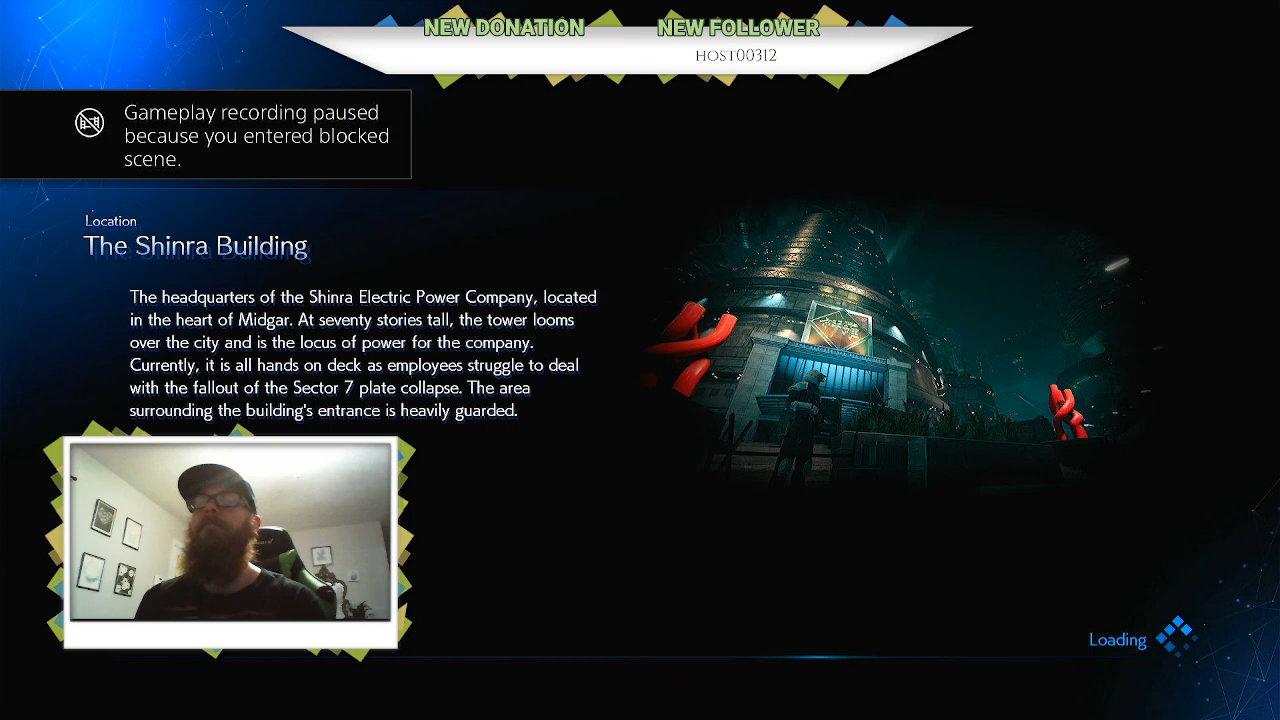 NEW DONATION
NEW FOLLOWER
HOST00312
Gameplay recording paused
because you entered blocked
scene.
Location
The Shinra Building
The headquarters of the Shinra Electric Power Company, located
in the heart of Midgar. At seventy stories tall, the tower looms
over the city and is the locus of power for the company.
Currently, it is all hands on deck as employees struggle to deal
with the fallout of the Sector 7 plate collapse. The area
surrounding the building's entrance is heavily guarded.
Loading